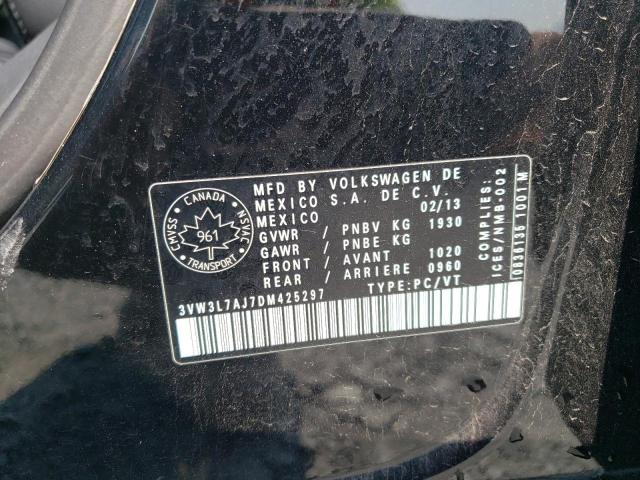 CANADA
CMVSS
NSVAC
961
TRANSPORT
MFD BY VOLKSWAGEN DE
MEXICO S.A. DE C.V.
MEXICO 02/13
GVWR / PNBV KG 1930
GAWR / PNBE KG
FRONT / AVANT 1020
REAR / ARRIERE 0960
3VW3L7AJ7DM425297 TYPE:PC/VT
COMPLIES:
ICES/NMB-002
10936135 1001 M